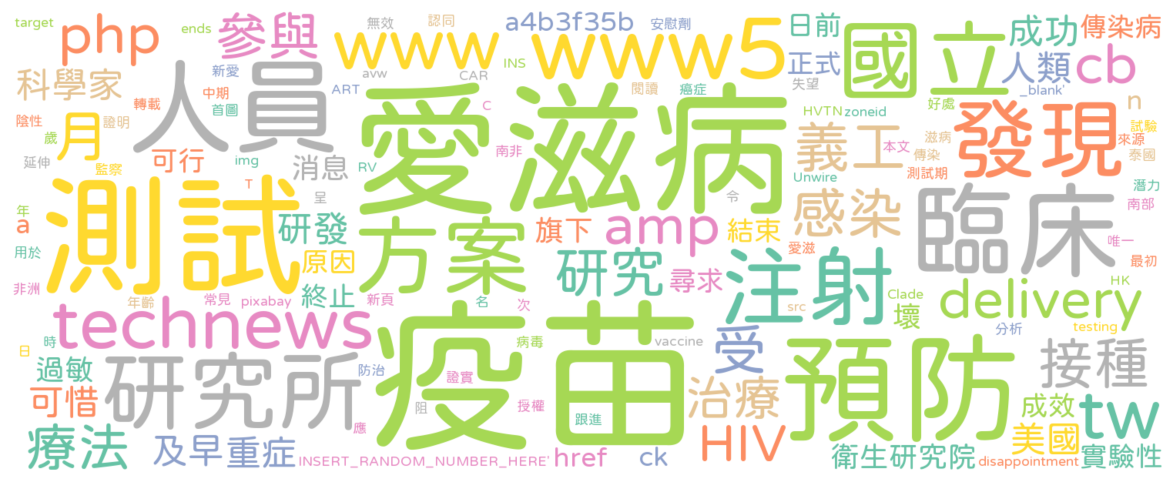 target
php
ends
參與
www
無效
認同
a4b3f35b
安慰劑
日前
國立
成功
傳染病
科學家
新愛
人員
avw
CAR
INS
www5
正式
人類
cb
轉載
中期
首圖
ART
閱讀
癌症
失望
_blank'
n
陰性
證明
月
歲
C
HVTN
zoneid
好處
發現
試驗
來源
延伸
監察
可行
img
消息
RV
愛滋病
南非
義工
本文
滋病
傳染
測試期
泰國
Unwire
T
呈
令
潛力
年
a
測試
研發
方案
旗下
amp
結束
感染
臨床
南部
用於
原因
愛滋
唯一
最初
非洲
年齡
常見
pixabay
終止
新頁
名
次
研究
尋求
注射
src
Clade
壞
delivery
HK
technews
日
時
疫苗
病毒
vaccine
受
預防
分析
testing
過敏
研究所
防治
證實
接種
可惜
阻
授權
跟進
治療
成效
tw
應
HIV
美國
療法
及早
重症
INSERT_RANDOM_NUMBER_HERE'
href
ck
衛生研究院
disappointment
實驗性